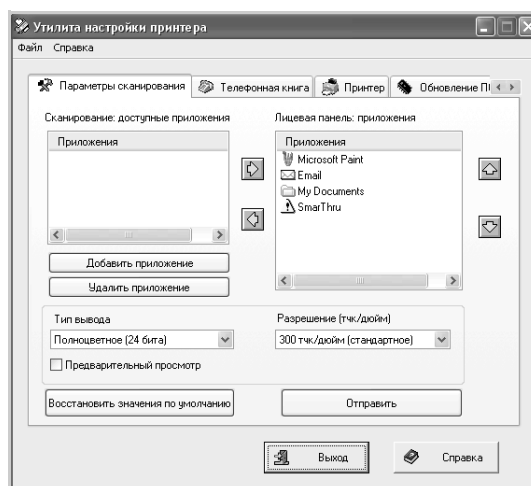 Утилита настройки принтера
Файл Справка
Параметры сканирования Телефонная книга Принтер Обновление П
Сканирование: доступные приложения
Приложения
Добавить приложение
Удалить приложение
Лицевая панель: приложения
Приложения
Microsoft Paint
Email
My Documents
SmarThru
Тип вывода
Полноцветное (24 бита)
Предварительный просмотр
Разрешение (тчк/дюйм)
300 тчк/дюйм (стандартное)
Восстановить значения по умолчанию
Отправить
Выход
Справка